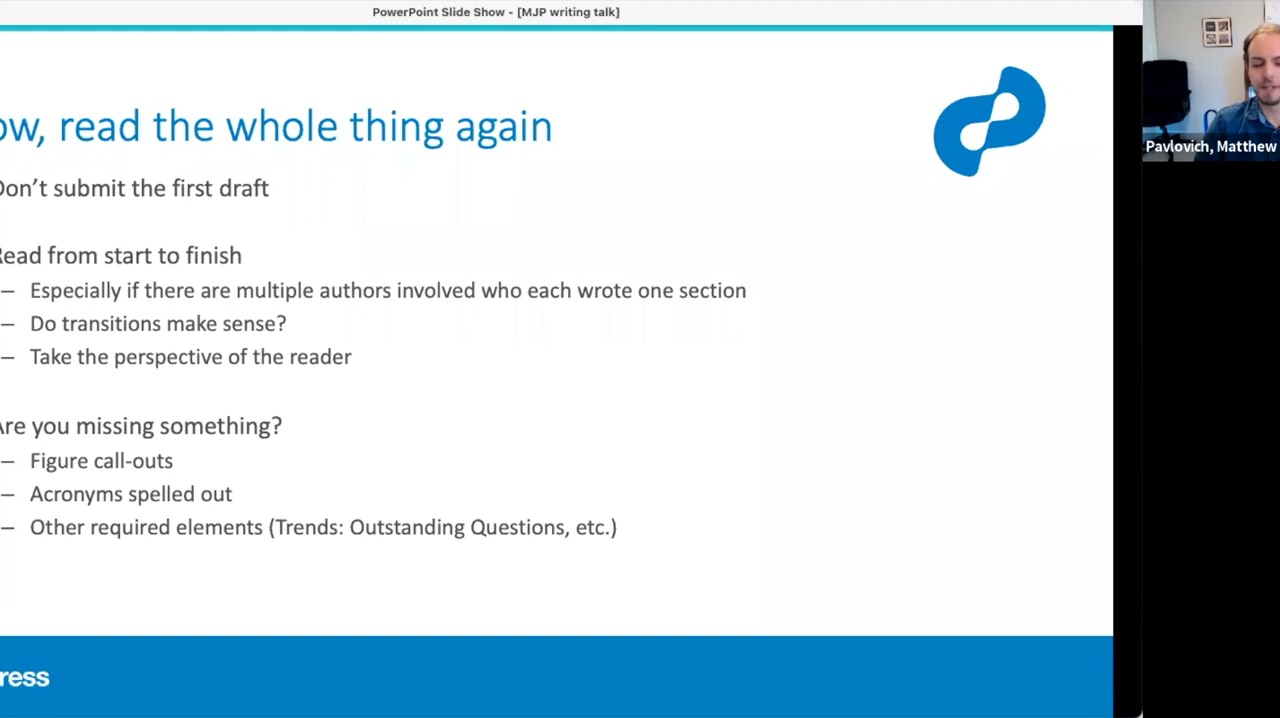 PowerPoint Slide Show - [MJP writing talk]
ow, read the whole thing again
Don't submit the first draft
Read from start to finish
– Especially if there are multiple authors involved who each wrote one section
– Do transitions make sense?
– Take the perspective of the reader
Are you missing something?
– Figure call-outs
– Acronyms spelled out
– Other required elements (Trends: Outstanding Questions, etc.)
ress
Pavlovich, Matthew